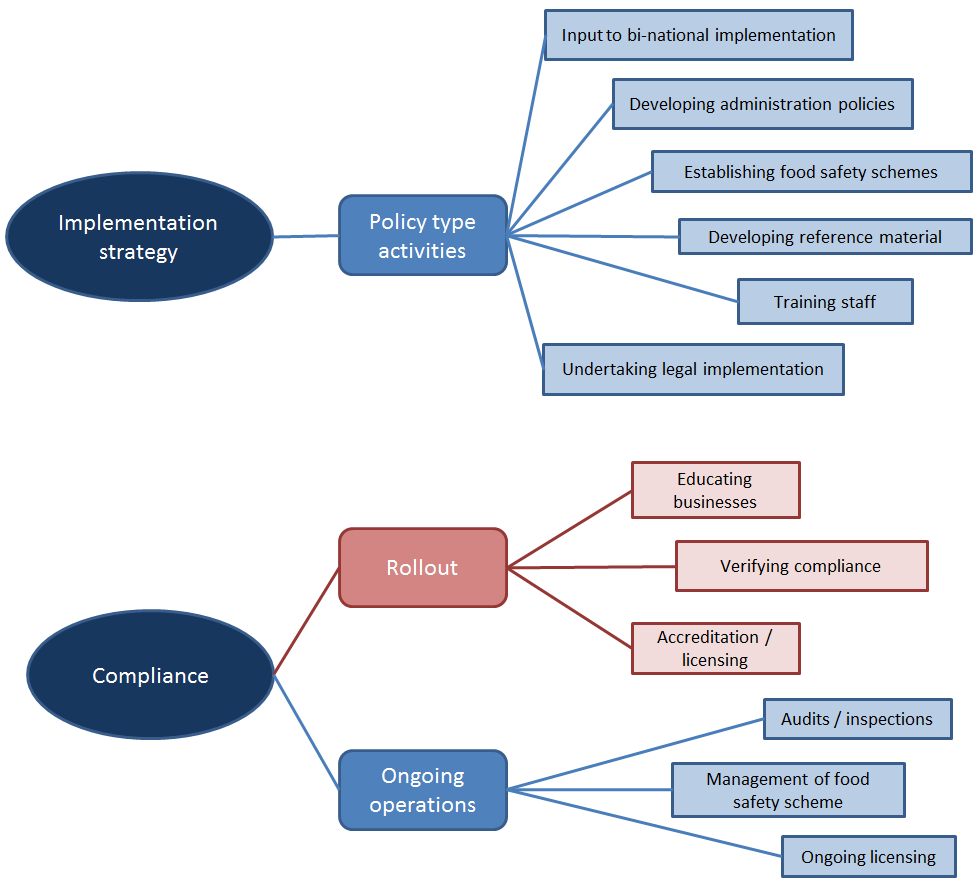 Input to bi-national implementation
Developing administration policies
Establishing food safety schemes
Implementation
strategy
Policy type
activities
Developing reference material
Training staff
Undertaking legal implementation
Educating
businesses
Rollout
Verifying compliance
Accreditation /
licensing
Compliance
Audits / inspections
Ongoing
operations
Management of food
safety scheme
Ongoing licensing